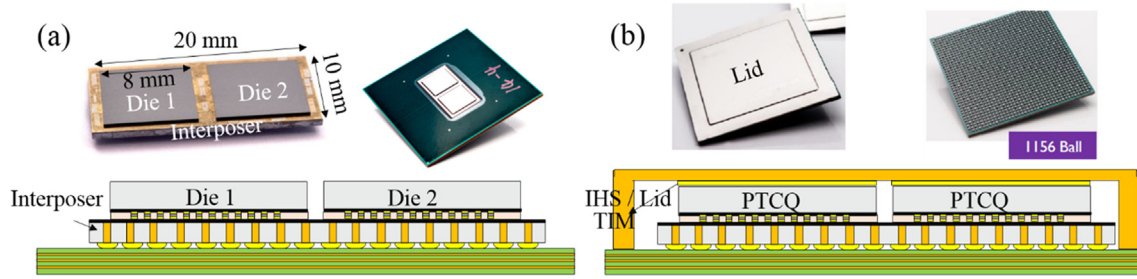 (a)
20 mm
10 mm
8 mm
Die 1
Die 2
Interposer
Interposer
Die 1
Die 2
(b)
Lid
1156 Ball
IHS / Lid
TIM
PTCQ
PTCQ